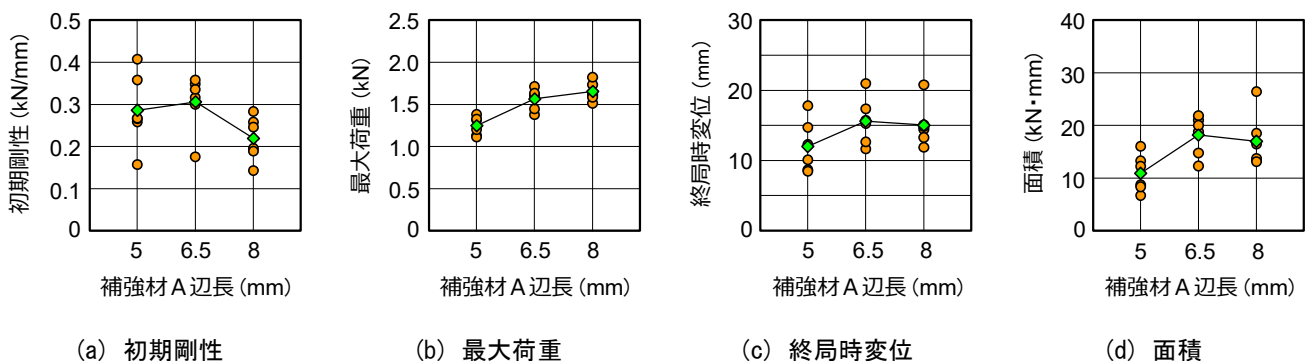 初期剛性 (kN/mm)
0.5
0.4
0.3
0.2
0.1
0
5 6.5 8
補強材A辺長 (mm)
(a) 初期剛性
最大荷重 (kN)
2.5
2.0
1.5
1.0
0.5
0
5 6.5 8
補強材A辺長 (mm)
(b) 最大荷重
終局時変位 (mm)
30
20
10
0
5 6.5 8
補強材A辺長 (mm)
(c) 終局時変位
面積 (kN・mm)
40
30
20
10
0
5 6.5 8
補強材A辺長 (mm)
(d) 面積